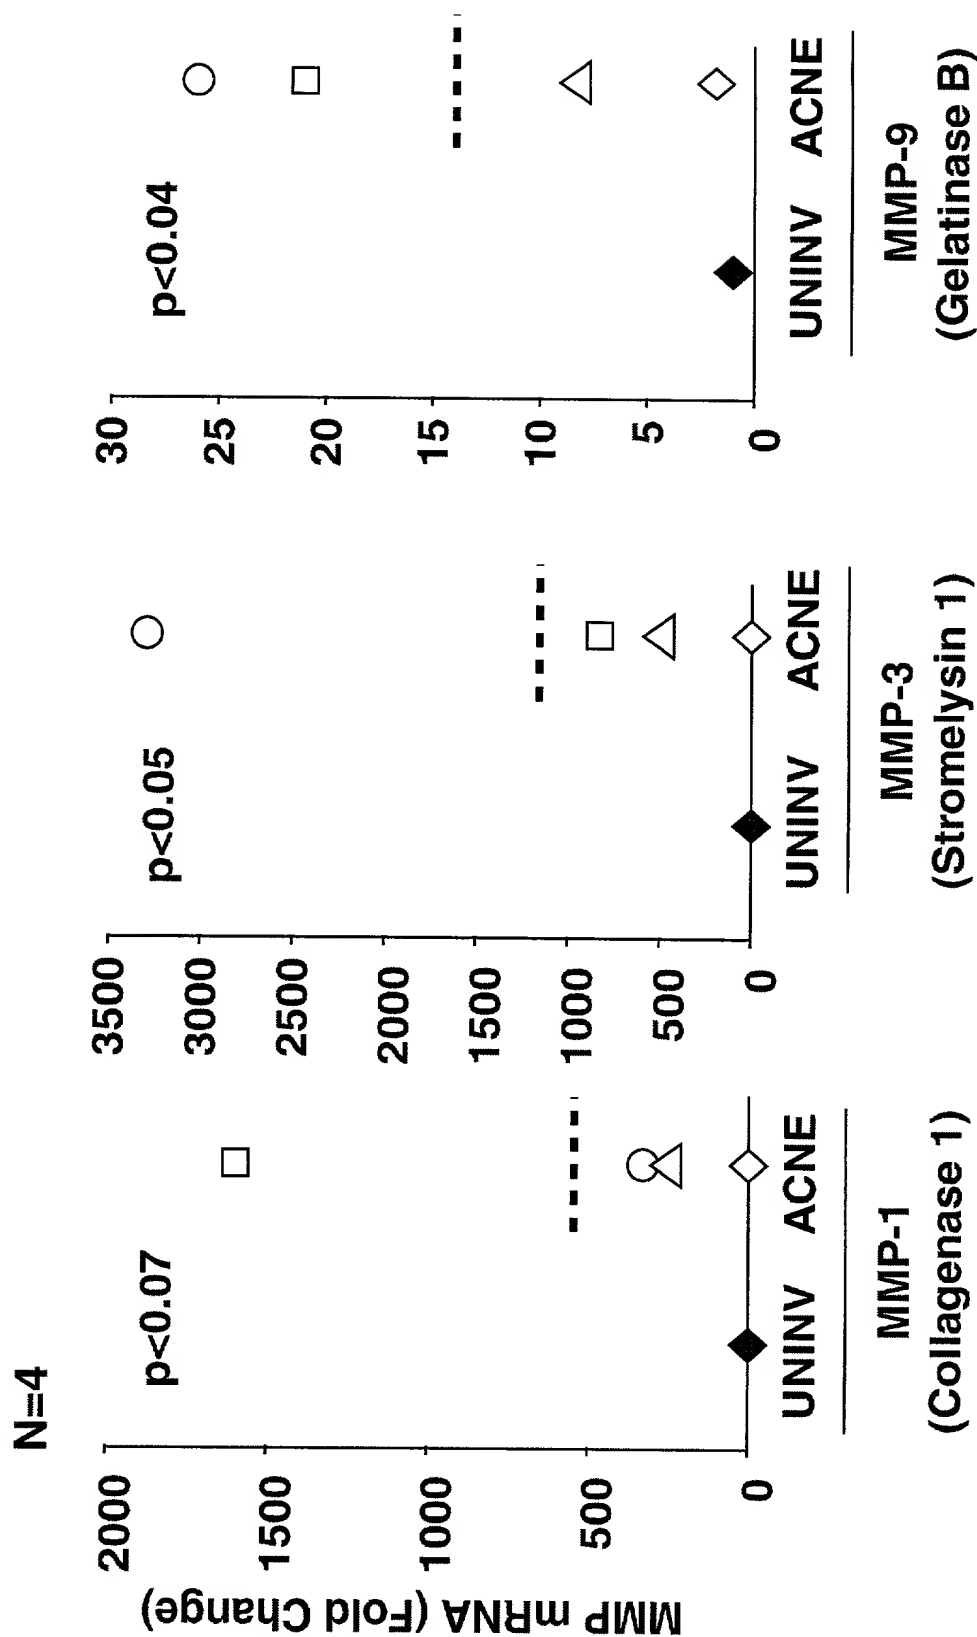 N=4
MMP mRNA (Fold Change)
2000
1500
1000
500
0
p<0.07
UNINV ACNE
MMP-1
(Collagenase 1)
3500
3000
2500
2000
1500
1000
500
0
p<0.05
UNINV ACNE
MMP-3
(Stromelysin 1)
30
25
20
15
10
5
0
p<0.04
UNINV ACNE
MMP-9
(Gelatinase B)